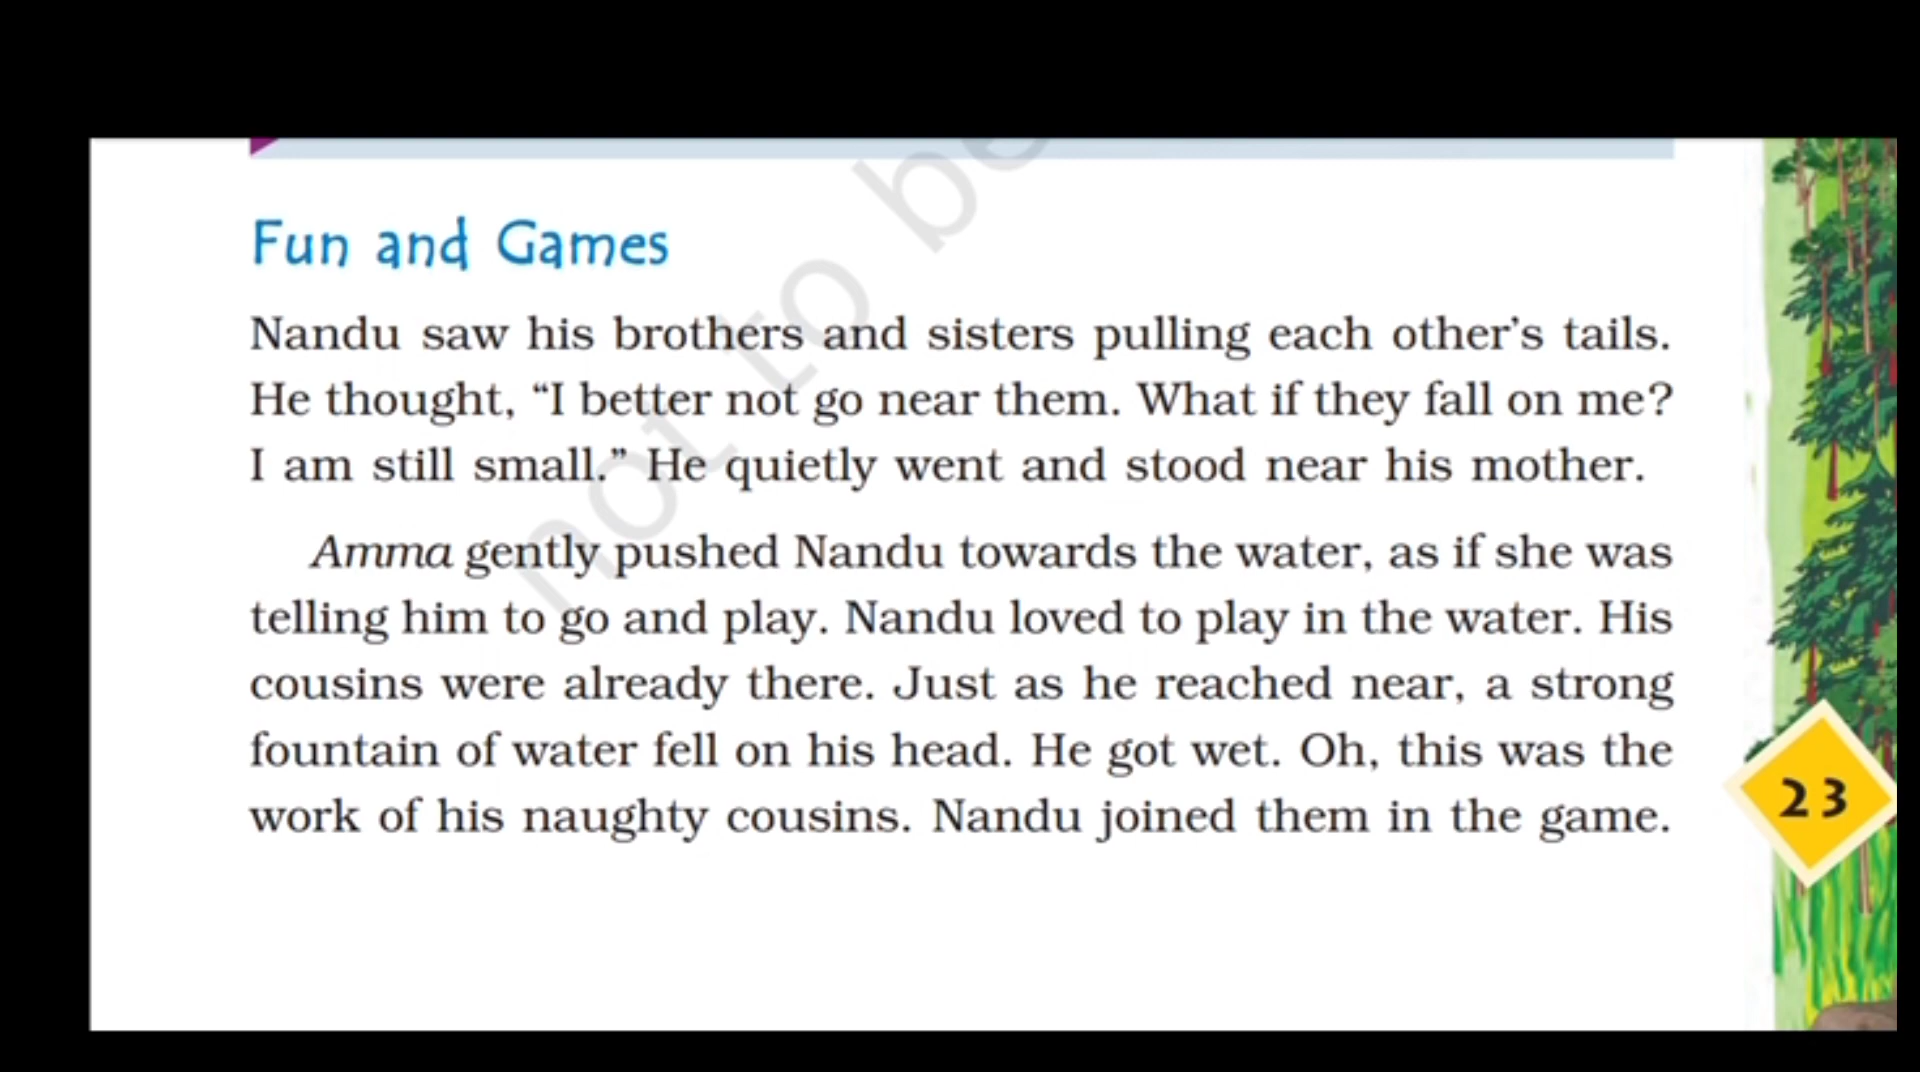 Fun and Games
Nandu saw his brothers and sisters pulling each other’s tails.
He thought, “I better not go near them. What if they fall on me?
I am still small.” He quietly went and stood near his mother.
Amma gently pushed Nandu towards the water, as if she was
telling him to go and play. Nandu loved to play in the water. His
cousins were already there. Just as he reached near, a strong
fountain of water fell on his head. He got wet. Oh, this was the
work of his naughty cousins. Nandu joined them in the game.
23
not to be